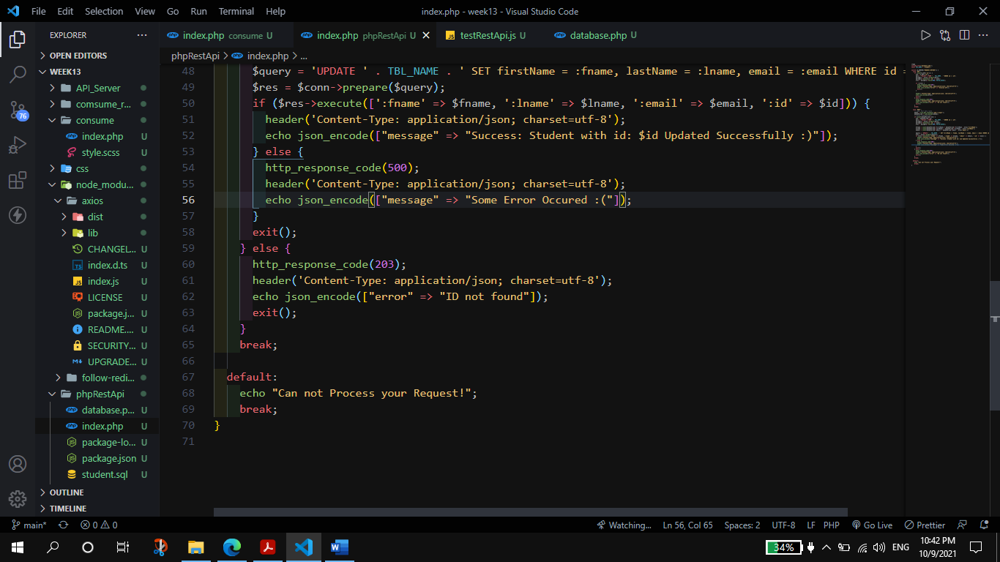 File Edit Selection View Go Run Terminal Help index.php - week13 - Visual Studio Code
EXPLORER ...
index.php consume U
index.php phpRestApi U
testRestApi.js U
database.php U
OPEN EDITORS
WEEK13
API_Server
comsume_r...
consume
index.php U
style.scss U
css
node_modu...
axios
dist
lib
CHANGEL... U
index.d.ts U
index.js U
LICENSE U
package.j... U
README.... U
SECURITY... U
UPGRADE... U
follow-redi...
phpRestApi
database.p... U
index.php U
package-lo... U
package.json U
student.sql U
OUTLINE
TIMELINE
76
phpRestApi > index.php > ...
48 $query = 'UPDATE ' . TBL_NAME . ' SET firstName = :fname, lastName = :lname, email = :email WHERE id =
49 $res = $conn->prepare($query);
50 if ($res->execute([':fname' => $fname, ':lname' => $lname, ':email' => $email, ':id' => $id])) {
51 header('Content-Type: application/json; charset=utf-8');
52 echo json_encode(["message" => "Success: Student with id: $id Updated Successfully :)"]);
53 } else {
54 http_response_code(500);
55 header('Content-Type: application/json; charset=utf-8');
56 echo json_encode(["message" => "Some Error Occured :("]);
57 }
58 exit();
59 } else {
60 http_response_code(203);
61 header('Content-Type: application/json; charset=utf-8');
62 echo json_encode(["error" => "ID not found"]);
63 exit();
64 }
65 break;
66
67 default:
68 echo "Can not Process your Request!";
69 break;
70 }
71
main* 0 0 Watching... Ln 56, Col 65 Spaces: 2 UTF-8 LF PHP Go Live Prettier
34% ENG 10:42 PM
10/9/2021